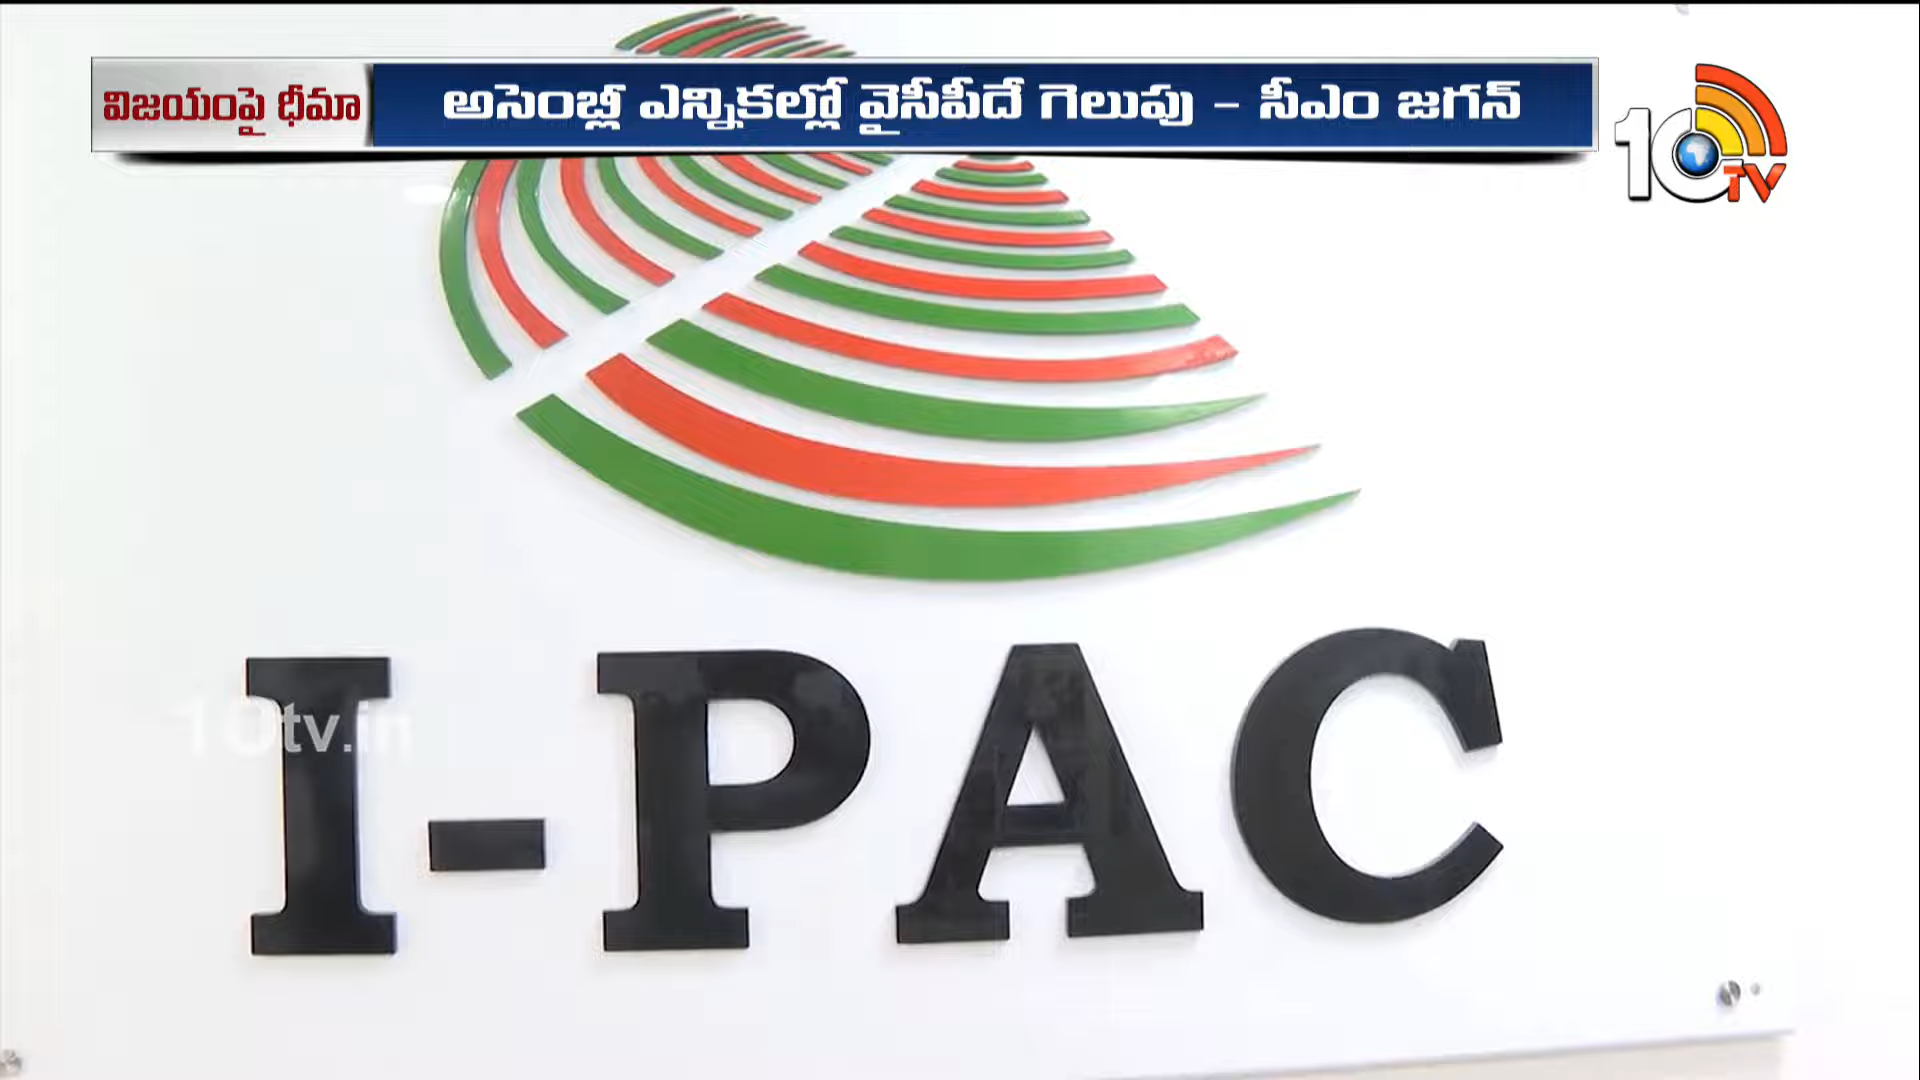 విజయంపై ధీమా
అసెంబ్లీ ఎన్నికల్లో వైసీపీదే గెలుపు - సీఎం జగన్
10TV
10tv.in
I-PAC